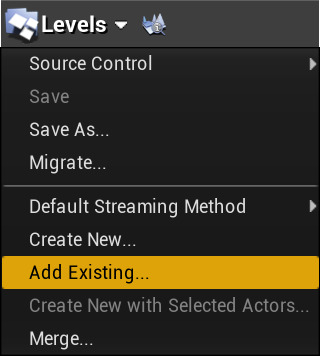 Levels
Source Control
Save
Save As...
Migrate...
Default Streaming Method
Create New...
Add Existing...
Create New with Selected Actors...
Merge...